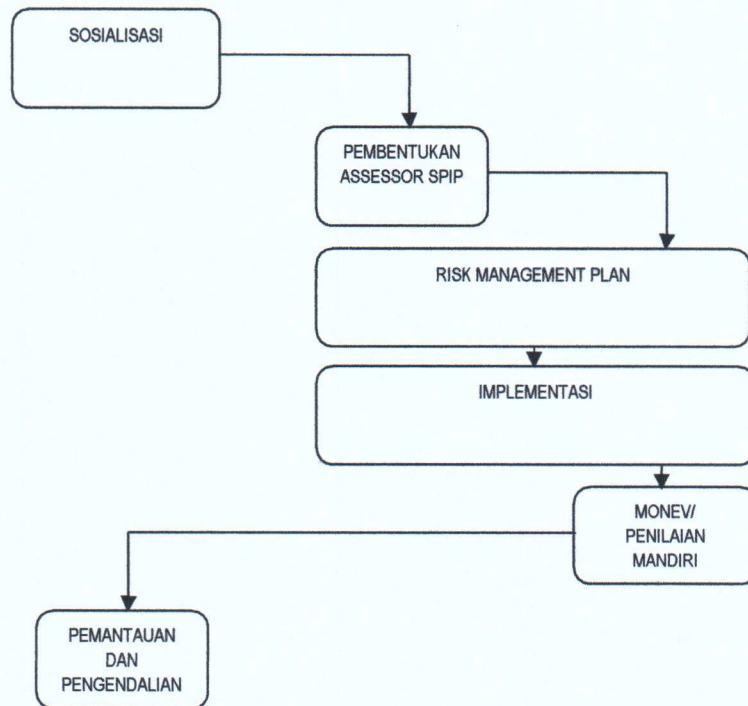 SOSIALISASI
PEMBENTUKAN
ASSESSOR SPIP
RISK MANAGEMENT PLAN
IMPLEMENTASI
MONEV/
PENILAIAN
MANDIRI
PEMANTAUAN
DAN
PENGENDALIAN